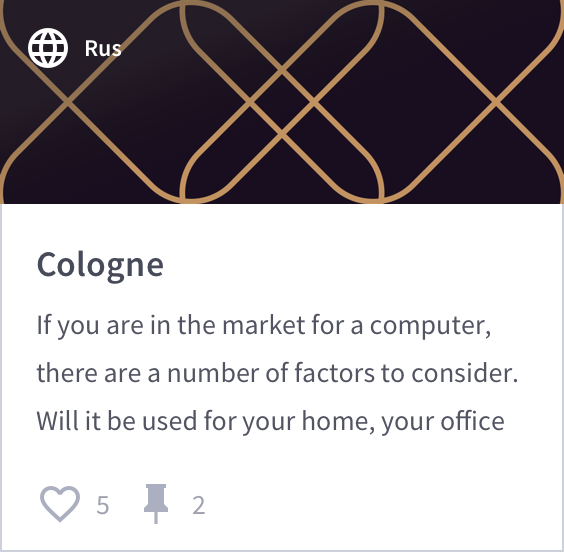 Rus
Cologne
If you are in the market for a computer,
there are a number of factors to consider.
Will it be used for your home, your office
5 2